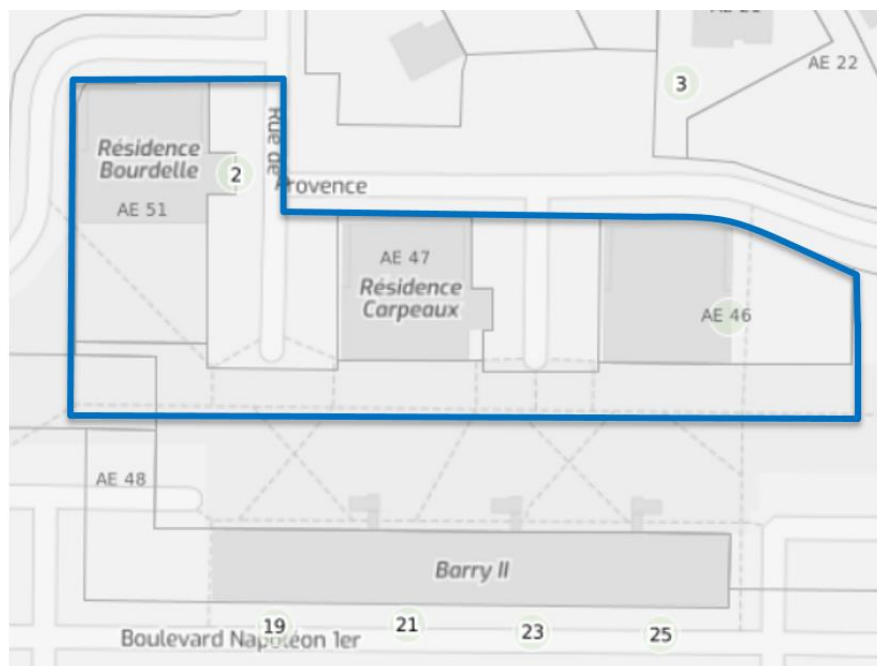 3
AE 22
Résidence
Bourdelle
2
Rue de
Provence
AE 51
AE 47
Résidence
Carpeaux
AE 46
AE 48
Barry II
19
21
23
25
Boulevard Napoléon 1er